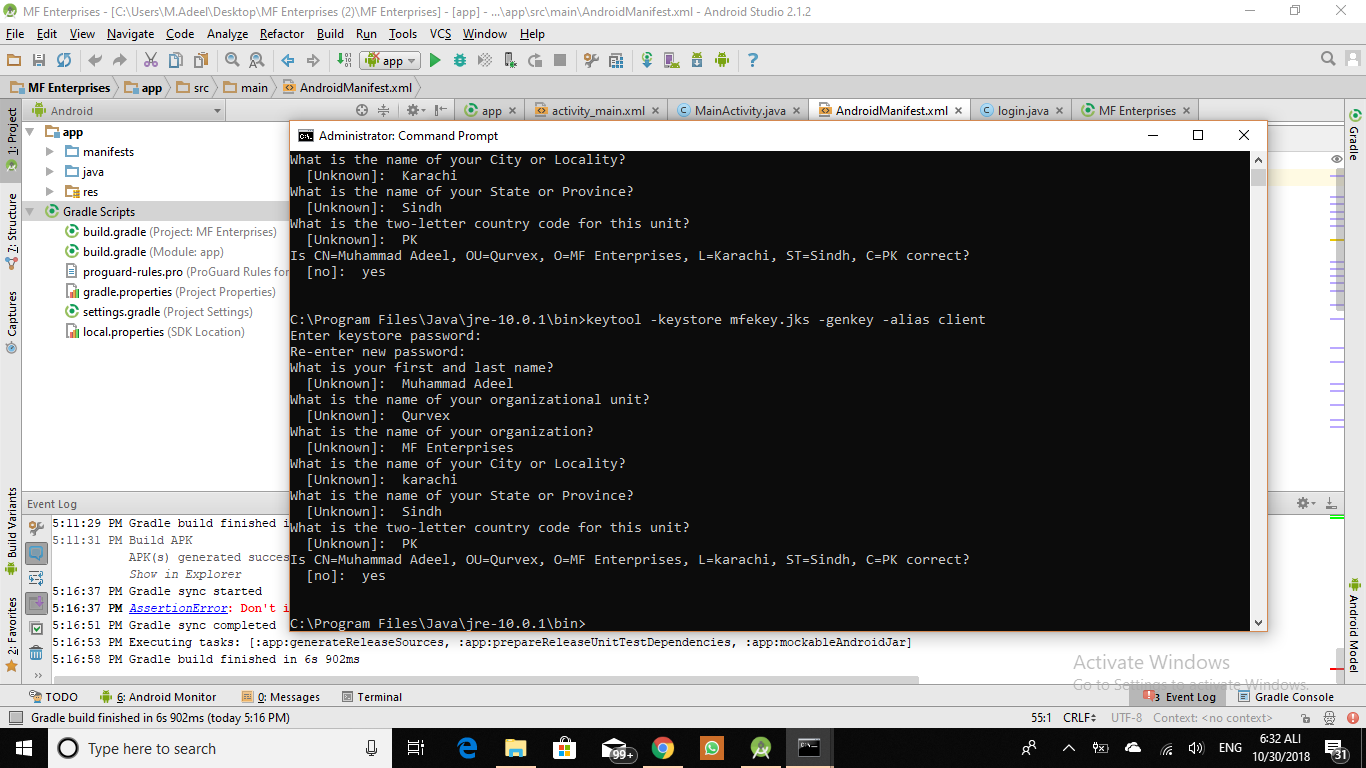 MF Enterprises - [C:\Users\M.Adeel\Desktop\MF Enterprises (2)\MF Enterprises] - [app] - ...\app\src\main\AndroidManifest.xml - Android Studio 2.1.2
File Edit View Navigate Code Analyze Refactor Build Run Tools VCS Window Help
app
MF Enterprises app src main AndroidManifest.xml
Android
app activity_main.xml MainActivity.java AndroidManifest.xml login.java MF Enterprises
1: Project
7: Structure
Captures
Build Variants
2: Favorites
app
manifests
java
res
Gradle Scripts
build.gradle (Project: MF Enterprises)
build.gradle (Module: app)
proguard-rules.pro (ProGuard Rules for
gradle.properties (Project Properties)
settings.gradle (Project Settings)
local.properties (SDK Location)
Administrator: Command Prompt
What is the name of your City or Locality?
[Unknown]: Karachi
What is the name of your State or Province?
[Unknown]: Sindh
What is the two-letter country code for this unit?
[Unknown]: PK
Is CN=Muhammad Adeel, OU=Qurvex, O=MF Enterprises, L=Karachi, ST=Sindh, C=PK correct?
[no]: yes
C:\Program Files\Java\jre-10.0.1\bin>keytool -keystore mfekey.jks -genkey -alias client
Enter keystore password:
Re-enter new password:
What is your first and last name?
[Unknown]: Muhammad Adeel
What is the name of your organizational unit?
[Unknown]: Qurvex
What is the name of your organization?
[Unknown]: MF Enterprises
What is the name of your City or Locality?
[Unknown]: karachi
What is the name of your State or Province?
[Unknown]: Sindh
What is the two-letter country code for this unit?
[Unknown]: PK
Is CN=Muhammad Adeel, OU=Qurvex, O=MF Enterprises, L=karachi, ST=Sindh, C=PK correct?
[no]: yes
C:\Program Files\Java\jre-10.0.1\bin>
Gradle
Android Model
Event Log
5:11:29 PM Gradle build finished i
5:11:31 PM Build APK
APK(s) generated succes
Show in Explorer
5:16:37 PM Gradle sync started
5:16:37 PM AssertionError: Don't i
5:16:51 PM Gradle sync completed
5:16:53 PM Executing tasks: [:app:generateReleaseSources, :app:prepareReleaseUnitTestDependencies, :app:mockableAndroidJar]
5:16:58 PM Gradle build finished in 6s 902ms
Activate Windows
Go to Settings to activate Windows.
TODO 6: Android Monitor 0: Messages Terminal 3 Event Log Gradle Console
Gradle build finished in 6s 902ms (today 5:16 PM) 55:1 CRLF UTF-8 Context: <no context>
Type here to search 99+ ENG 6:32 ALI
10/30/2018 31